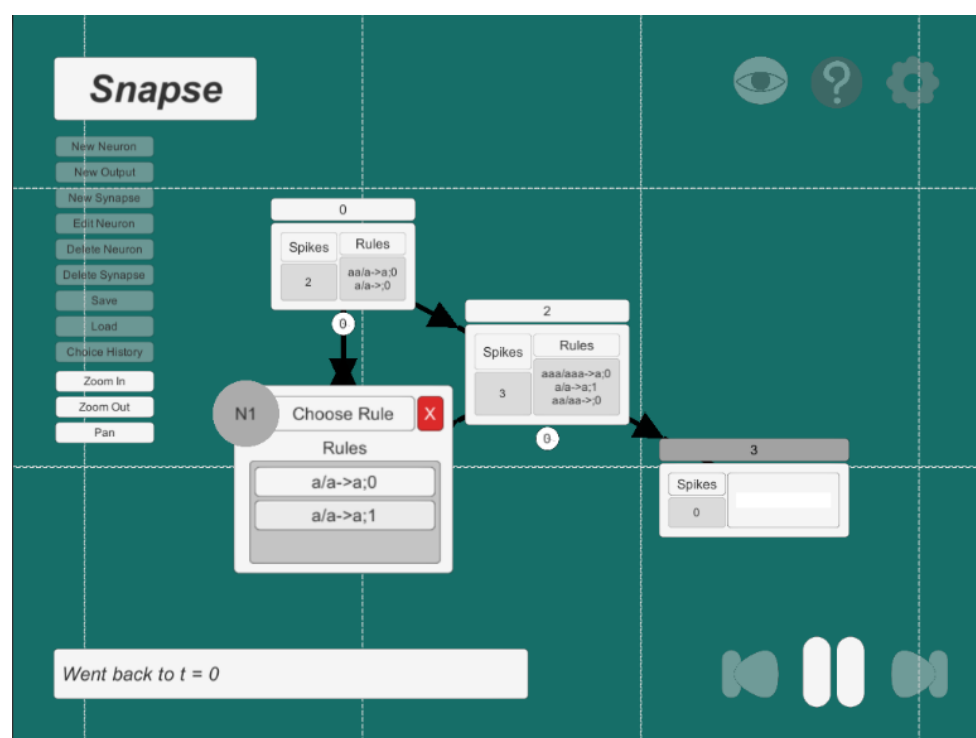 Snapse
New Neuron
New Output
New Synapse
Edit Neuron
Delete Neuron
Delete Synapse
Save
Load
Choice History
Zoom In
Zoom Out
Pan
0
Spikes
Rules
2
aa/a->a;0
a/a->;0
0
2
Spikes
Rules
3
aaa/aaa->a;0
a/a->a;1
aa/aa->;0
0
N1
Choose Rule
X
Rules
a/a->a;0
a/a->a;1
3
Spikes
0
Went back to t = 0
?